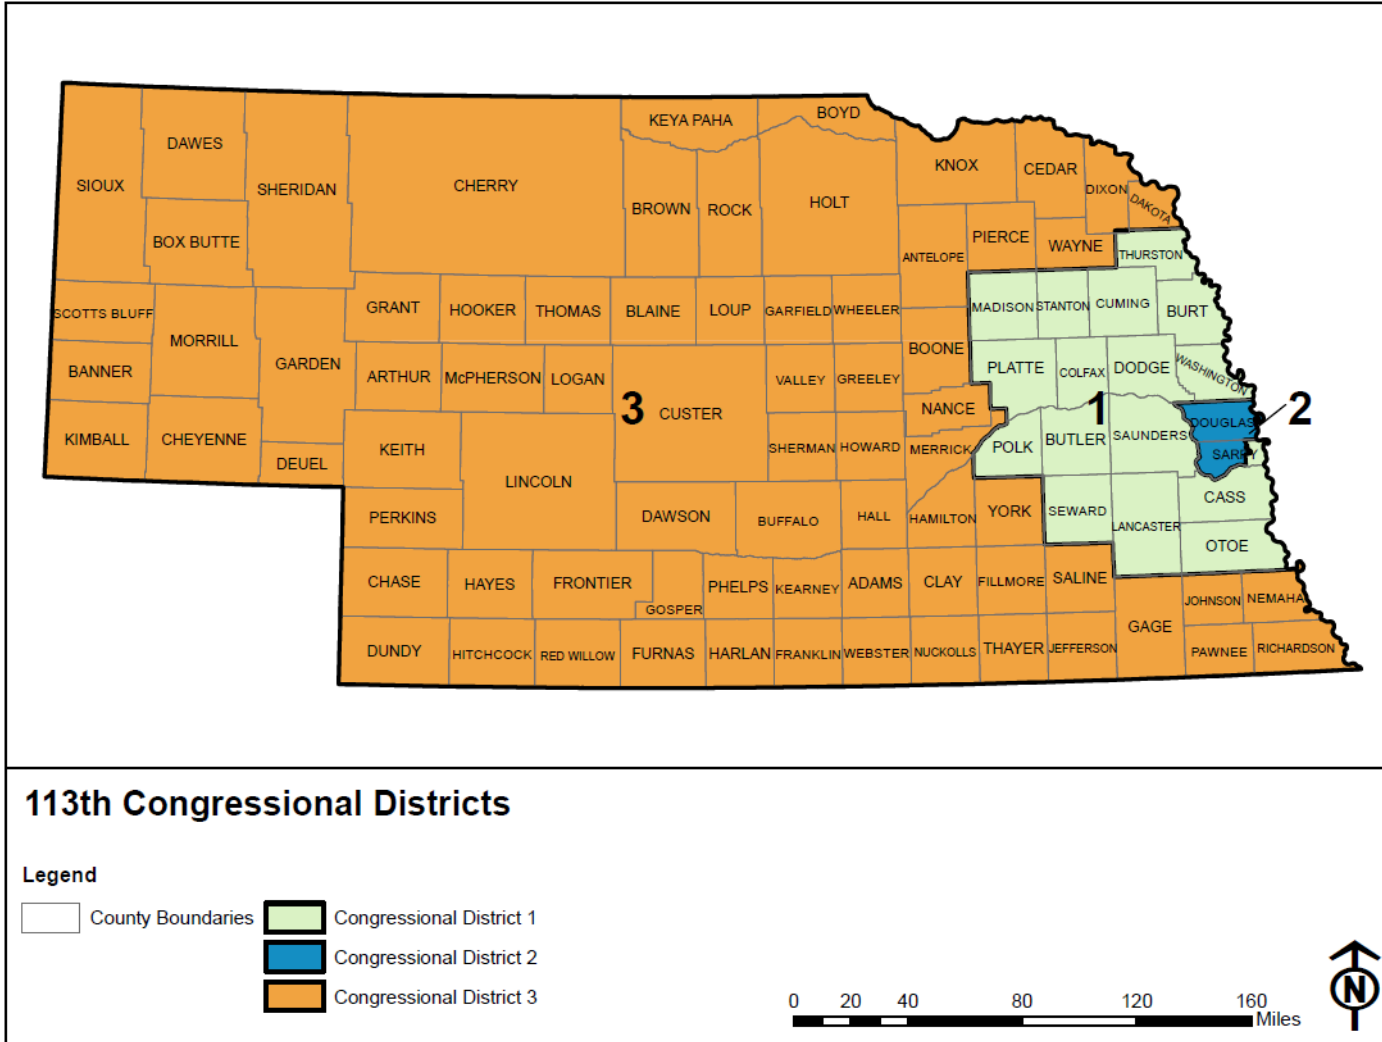 KEYA PAHA
BOYD
DAWES
KNOX
CEDAR
SIOUX
SHERIDAN
CHERRY
DIXON
DAKOTA
BROWN
ROCK
HOLT
BOX BUTTE
PIERCE
WAYNE
ANTELOPE
THURSTON
SCOTTS BLUFF
GRANT
HOOKER
THOMAS
BLAINE
LOUP
GARFIELD
WHEELER
MADISON
STANTON
CUMING
BURT
MORRILL
BOONE
BANNER
GARDEN
ARTHUR
McPHERSON
LOGAN
VALLEY
GREELEY
PLATTE
COLFAX
DODGE
WASHINGTON
3
CUSTER
NANCE
1
2
KIMBALL
CHEYENNE
KEITH
SHERMAN
HOWARD
MERRICK
POLK
BUTLER
SAUNDERS
DOUGLAS
SARPY
DEUEL
LINCOLN
CASS
PERKINS
DAWSON
BUFFALO
HALL
HAMILTON
YORK
SEWARD
LANCASTER
OTOE
CHASE
HAYES
FRONTIER
GOSPER
PHELPS
KEARNEY
ADAMS
CLAY
FILLMORE
SALINE
JOHNSON
NEMAHA
GAGE
DUNDY
HITCHCOCK
RED WILLOW
FURNAS
HARLAN
FRANKLIN
WEBSTER
NUCKOLLS
THAYER
JEFFERSON
PAWNEE
RICHARDSON
113th Congressional Districts
Legend
County Boundaries
Congressional District 1
Congressional District 2
Congressional District 3
0 20 40 80 120 160
Miles
N